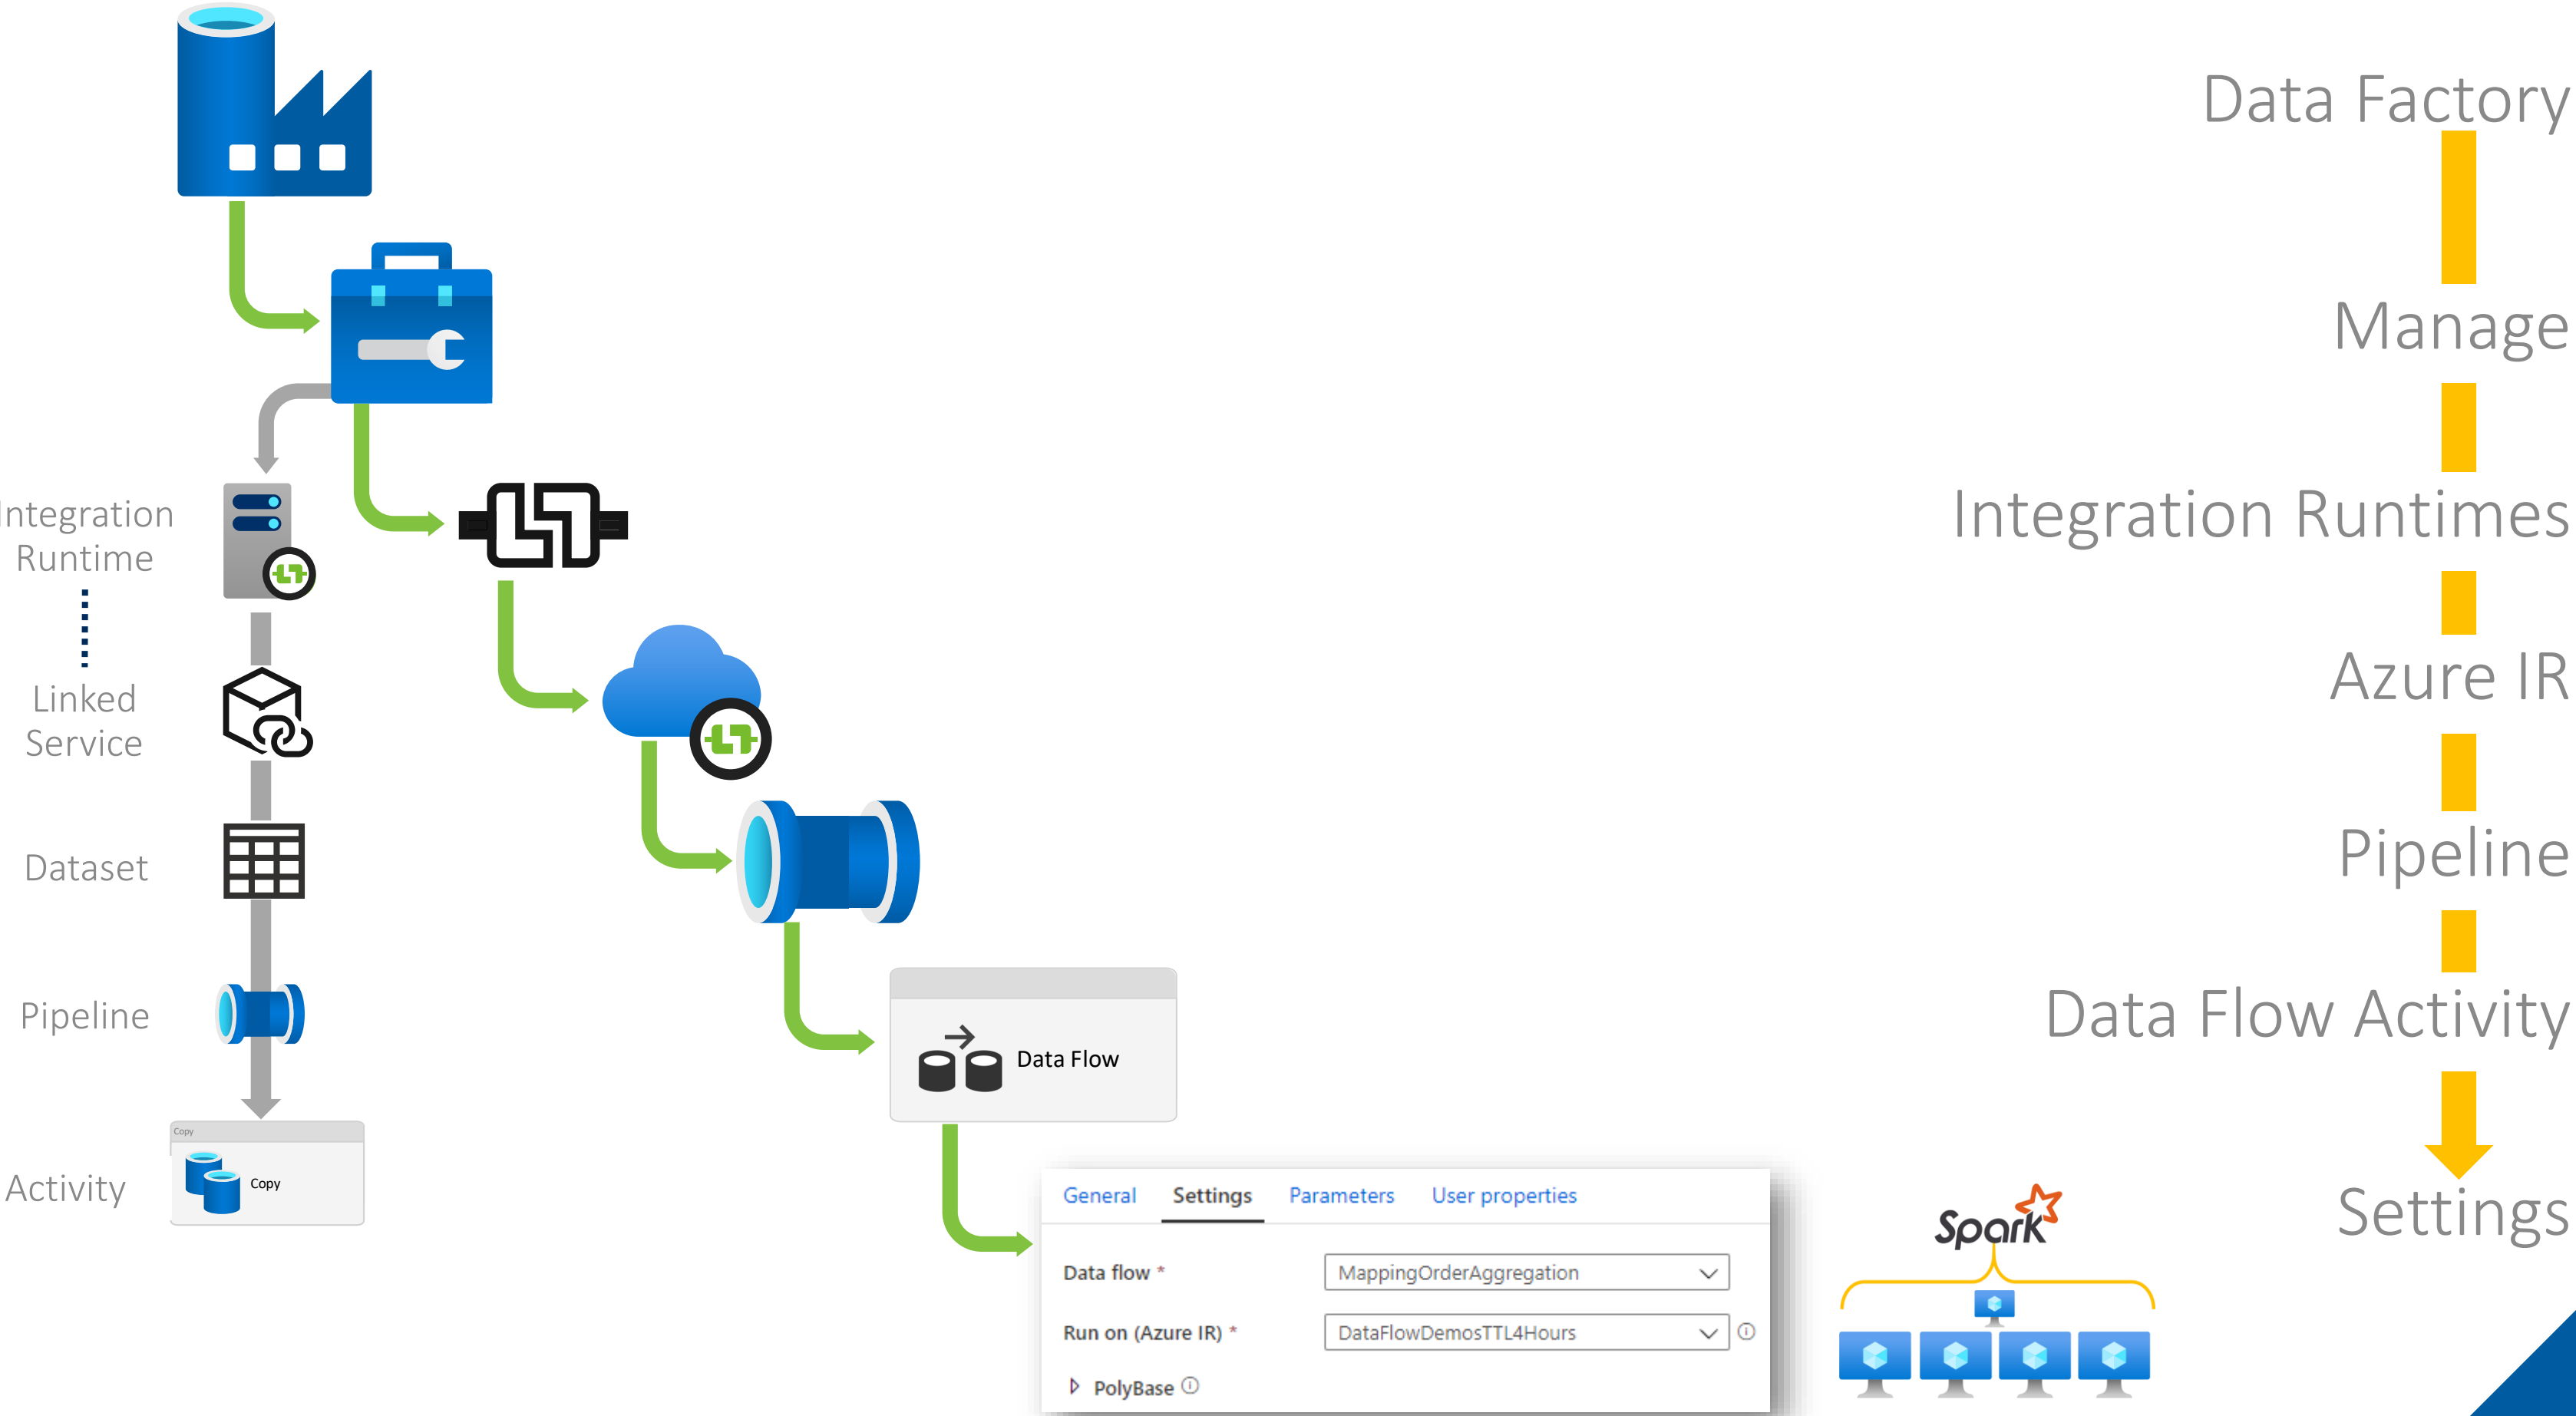 Data Factory
Manage
Integration Runtimes
Azure IR
Pipeline
Data Flow Activity
Settings
Integration
Runtime
Linked
Service
Dataset
Pipeline
Activity
Copy
Copy
Data Flow
General Settings Parameters User properties
Data flow * MappingOrderAggregation
Run on (Azure IR) * DataFlowDemosTTL4Hours
PolyBase
Spark